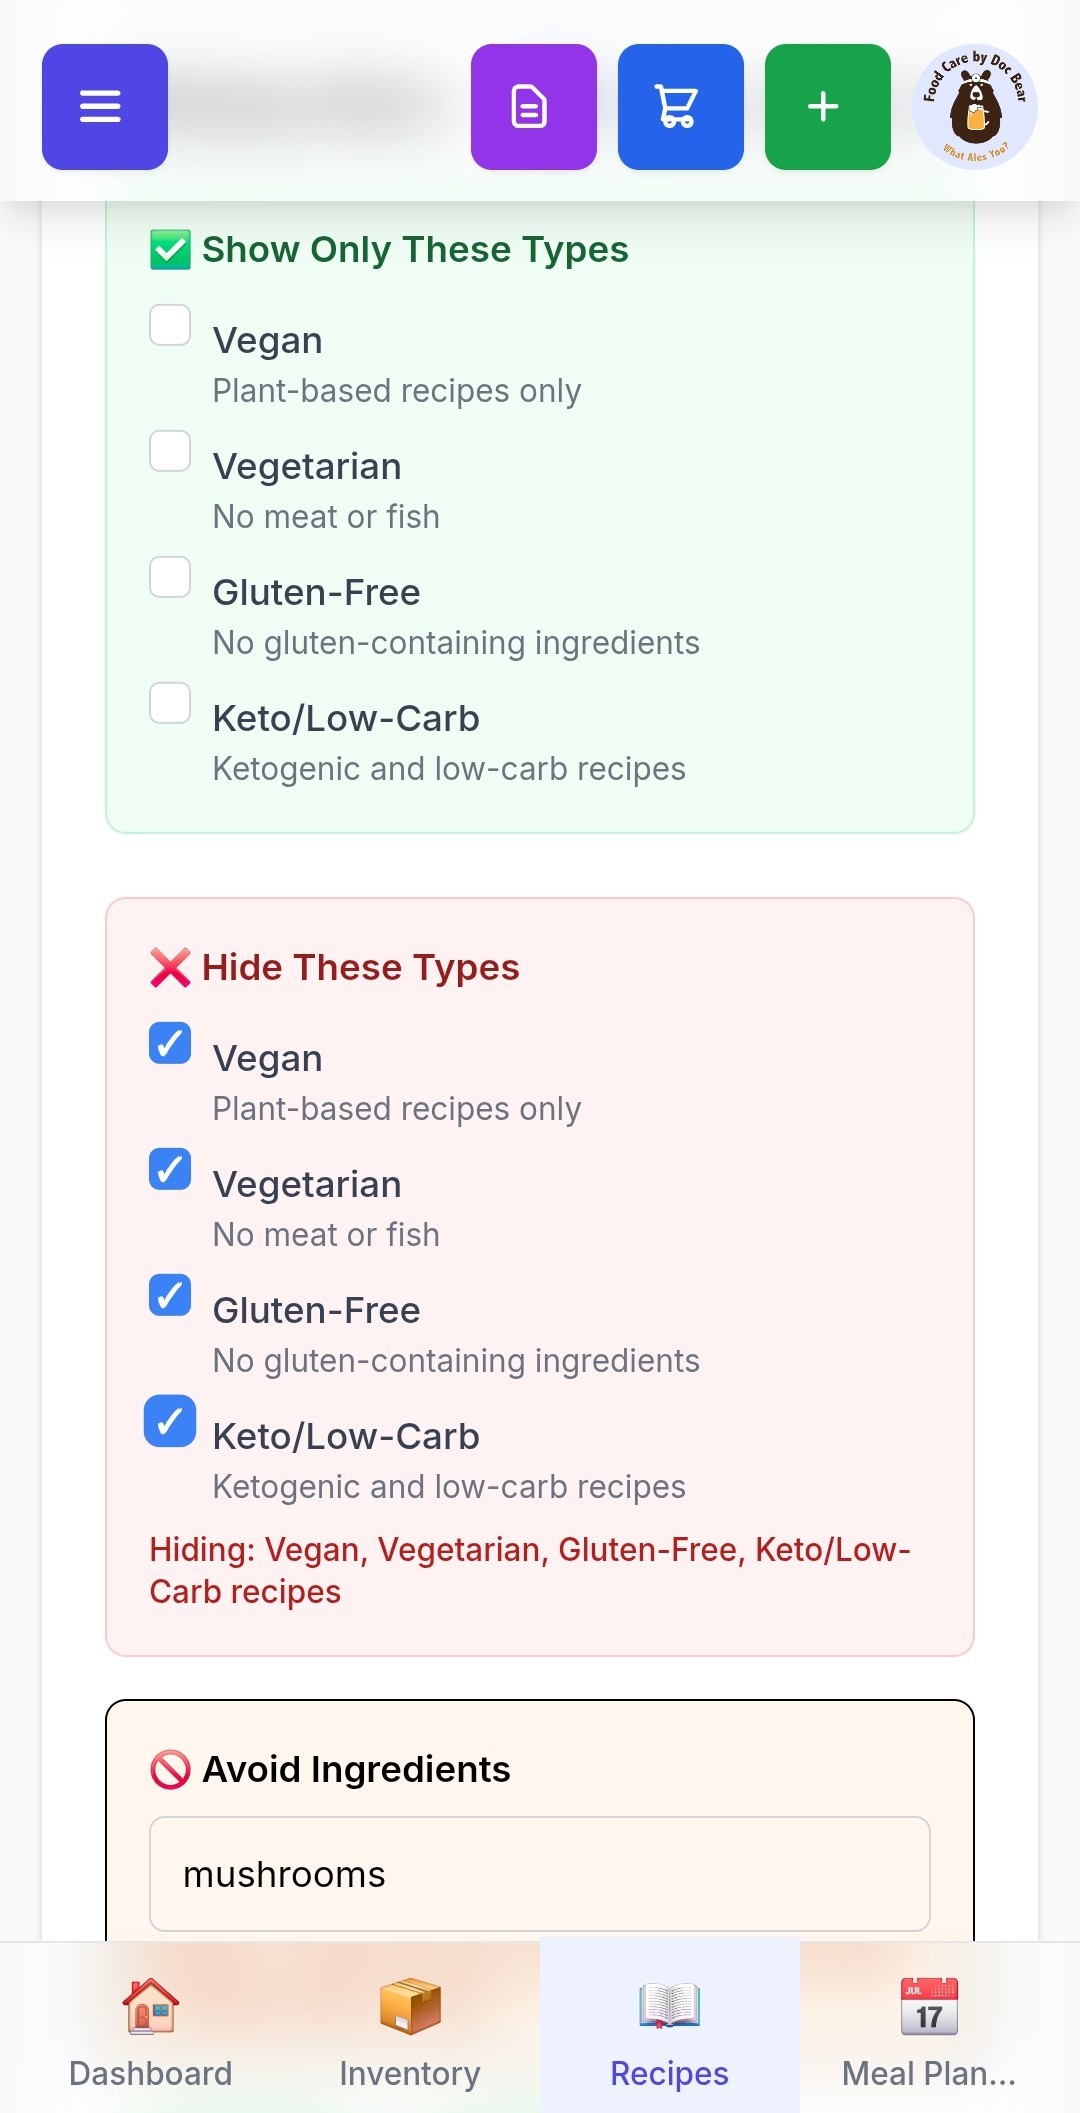 Food Care by Doc Bear
What Ales You?
✅ Show Only These Types
Vegan
Plant-based recipes only
Vegetarian
No meat or fish
Gluten-Free
No gluten-containing ingredients
Keto/Low-Carb
Ketogenic and low-carb recipes
❌ Hide These Types
Vegan
Plant-based recipes only
Vegetarian
No meat or fish
Gluten-Free
No gluten-containing ingredients
Keto/Low-Carb
Ketogenic and low-carb recipes
Hiding: Vegan, Vegetarian, Gluten-Free, Keto/Low-
Carb recipes
🚫 Avoid Ingredients
mushrooms
JUL
17
Dashboard Inventory Recipes Meal Plan...